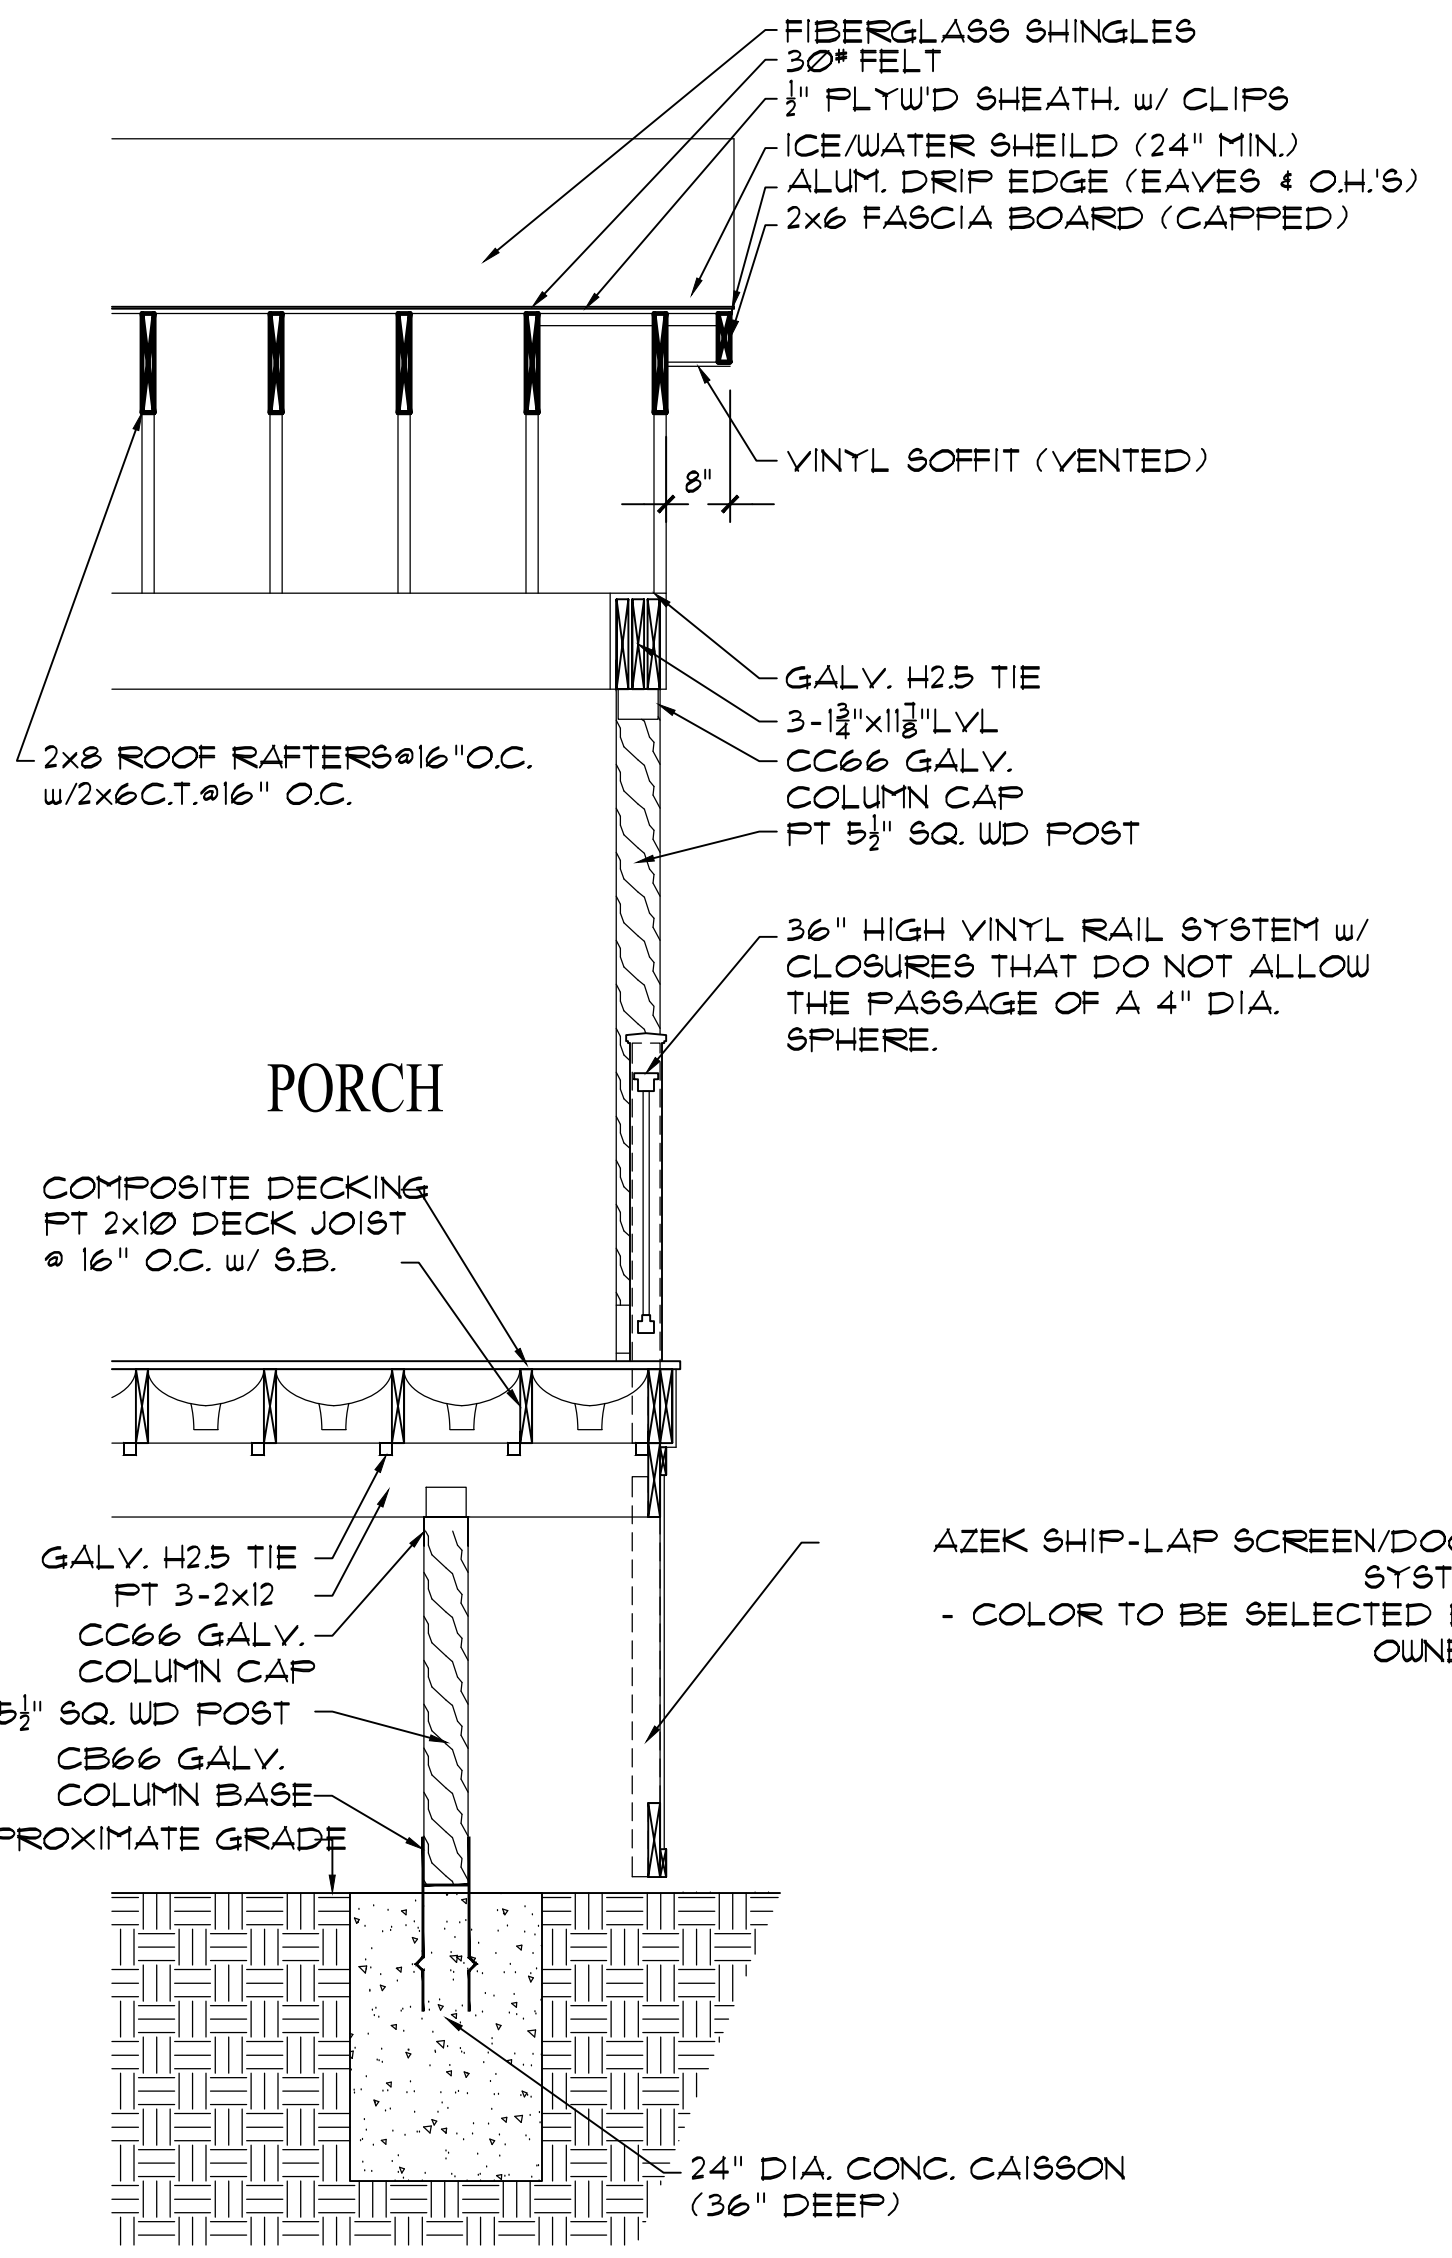 FIBERGLASS SHINGLES
3Ø# FELT
½" PLYW'D SHEATH. w/ CLIPS
ICE/WATER SHEILD (24" MIN.)
ALUM. DRIP EDGE (EAVES & O.H.'S)
2x6 FASCIA BOARD (CAPPED)
VINYL SOFFIT (VENTED)
8"
GALV. H2.5 TIE
3-1¾"x11⅞"LVL
CC66 GALV.
COLUMN CAP
PT 5½" SQ. WD POST
2x8 ROOF RAFTERS@16"O.C.
w/2x6C.T.@16" O.C.
36" HIGH VINYL RAIL SYSTEM w/
CLOSURES THAT DO NOT ALLOW
THE PASSAGE OF A 4" DIA.
SPHERE.
PORCH
COMPOSITE DECKING
PT 2x1Ø DECK JOIST
@ 16" O.C. w/ S.B.
GALV. H2.5 TIE
PT 3-2x12
CC66 GALV.
COLUMN CAP
5½" SQ. WD POST
CB66 GALV.
COLUMN BASE
PROXIMATE GRADE
AZEK SHIP-LAP SCREEN/DOO
SYST
- COLOR TO BE SELECTED
OWNE
24" DIA. CONC. CAISSON
(36" DEEP)